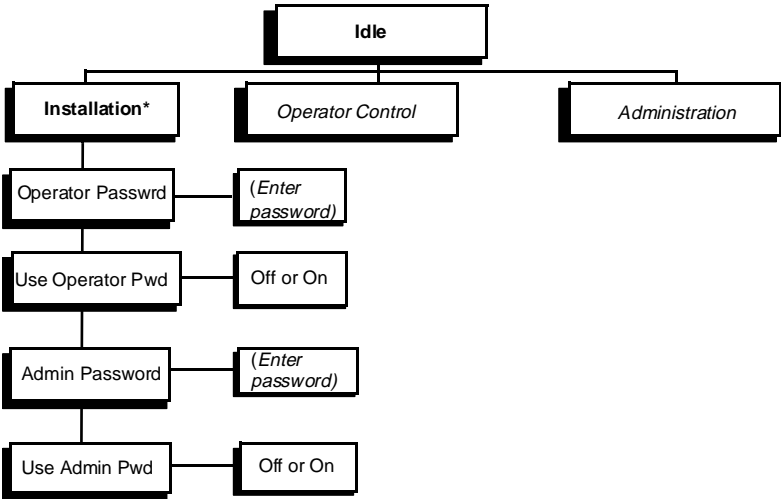 Idle
Installation*
Operator Control
Administration
Operator Passwrd
(Enter
password)
Use Operator Pwd
Off or On
Admin Password
(Enter
password)
Use Admin Pwd
Off or On